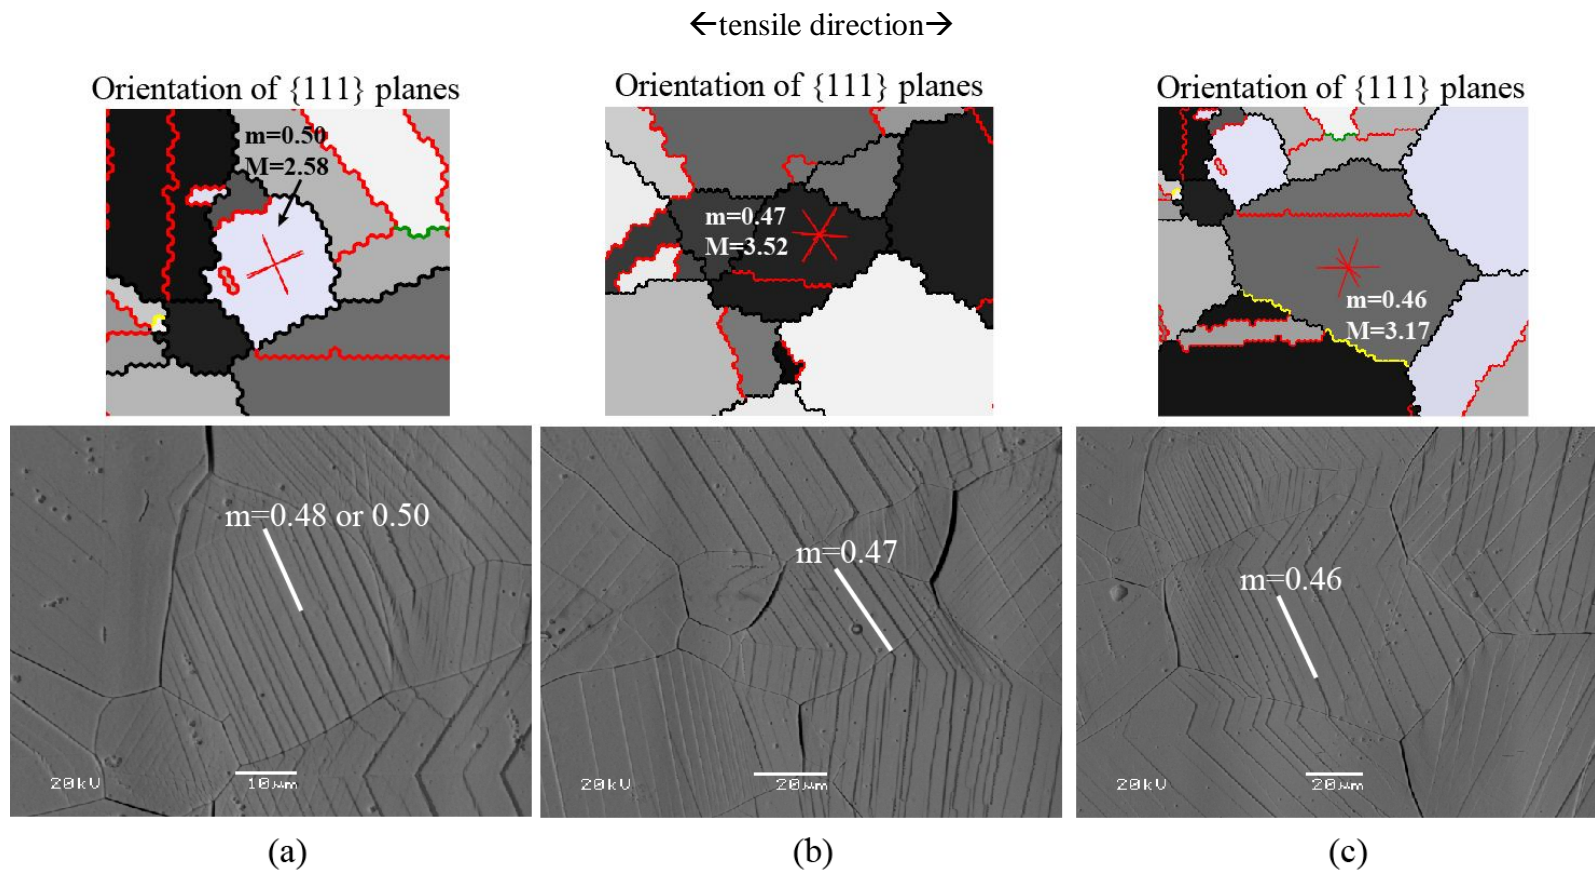 ←tensile direction→
Orientation of {111} planes
Orientation of {111} planes
Orientation of {111} planes
m=0.50
M=2.58
m=0.47
M=3.52
m=0.46
M=3.17
m=0.48 or 0.50
m=0.47
m=0.46
20kV
10μm
20kV
20μm
20kV
20μm
(a)
(b)
(c)